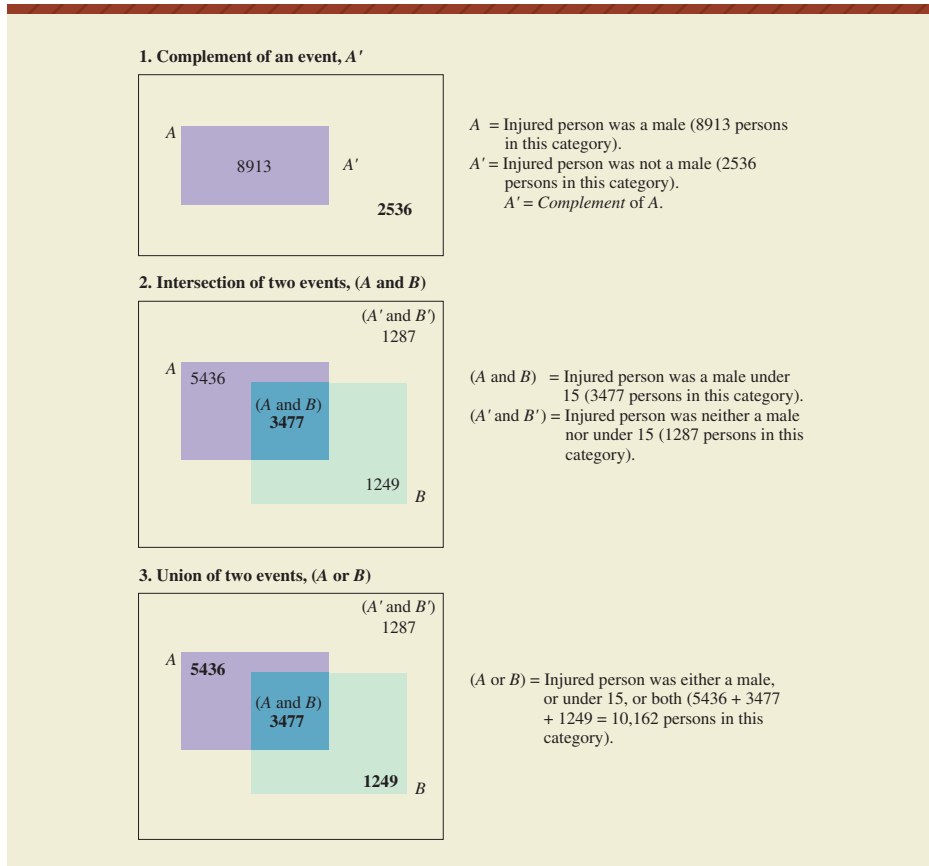 1. Complement of an event, A'
A
8913
A'
2536
A = Injured person was a male (8913 persons
in this category).
A' = Injured person was not a male (2536
persons in this category).
A' = Complement of A.
2. Intersection of two events, (A and B)
(A' and B')
1287
A
5436
(A and B)
3477
1249
B
(A and B) = Injured person was a male under
15 (3477 persons in this category).
(A' and B') = Injured person was neither a male
nor under 15 (1287 persons in this
category).
3. Union of two events, (A or B)
(A' and B')
1287
A
5436
(A and B)
3477
1249
B
(A or B) = Injured person was either a male,
or under 15, or both (5436 + 3477
+ 1249 = 10,162 persons in this
category).